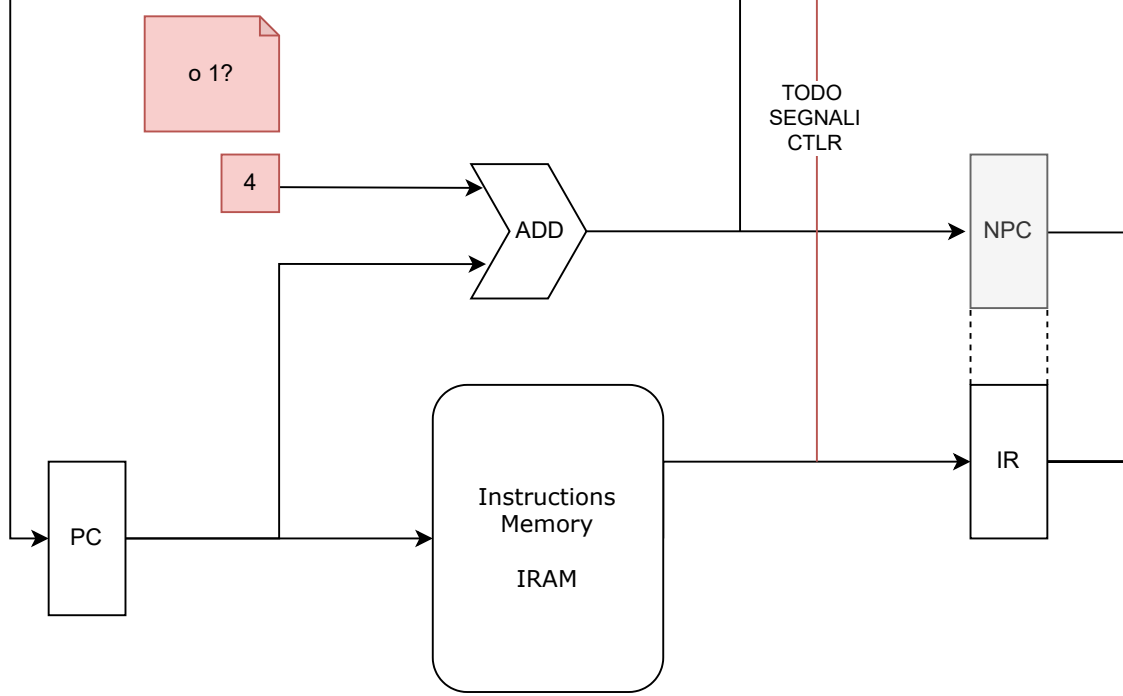 o 1?
TODO
SEGNALI
CTLR
4
ADD
NPC
IR
Instructions
Memory
IRAM
PC